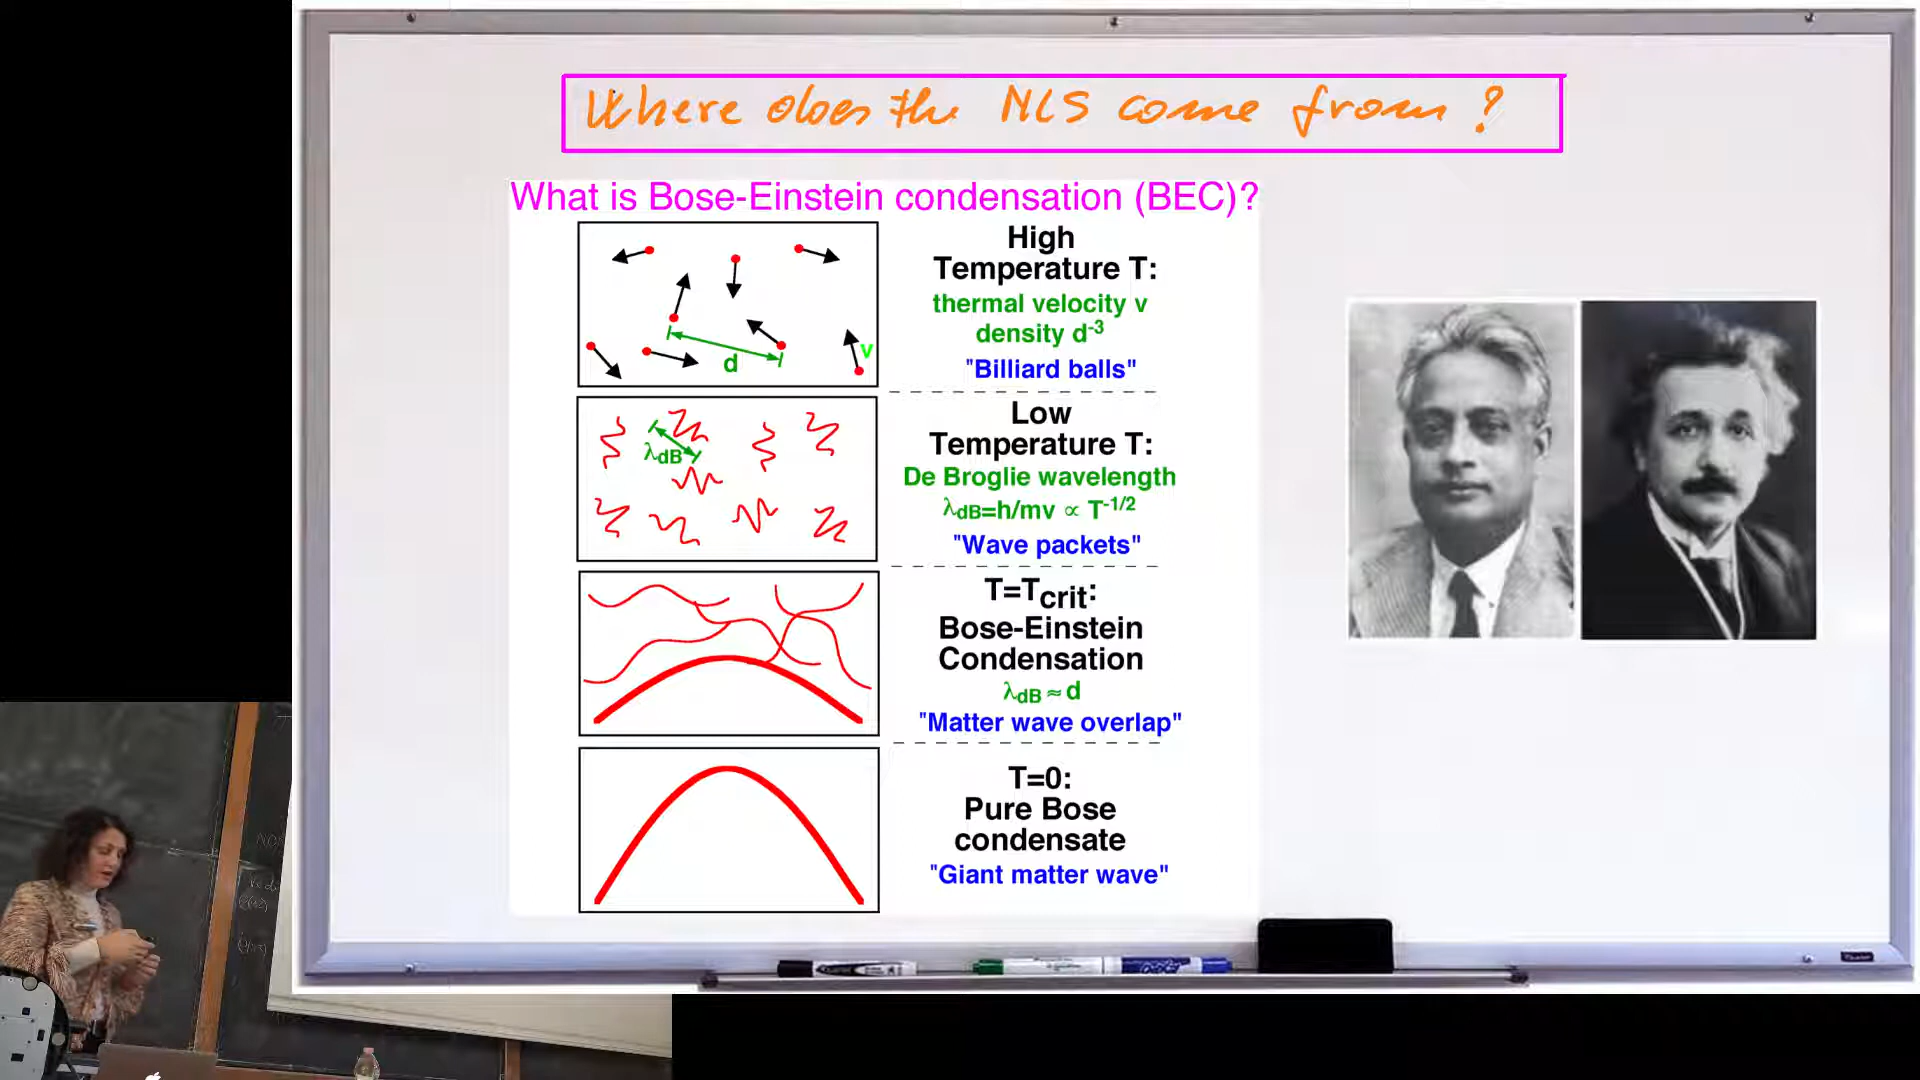 Where does the NLS come from?
What is Bose-Einstein condensation (BEC)?
d
v
High
Temperature T:
thermal velocity v
density d⁻³
"Billiard balls"
λdB
Low
Temperature T:
De Broglie wavelength
λdB=h/mv ∝ T⁻¹/²
"Wave packets"
T=Tcrit:
Bose-Einstein
Condensation
λdB ≈ d
"Matter wave overlap"
T=0:
Pure Bose
condensate
"Giant matter wave"